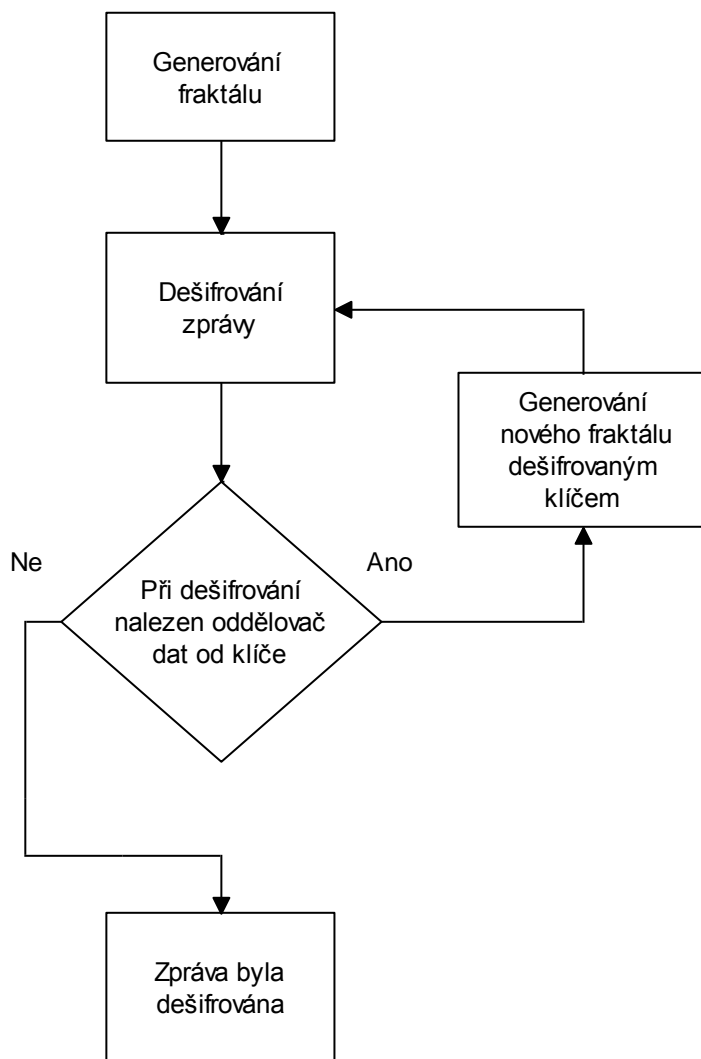 Generování
fraktálu
Dešifrování
zprávy
Generování
nového fraktálu
dešifrovaným
klíčem
Ne
Ano
Při dešifrování
nalezen oddělovač
dat od klíče
Zpráva byla
dešifrována